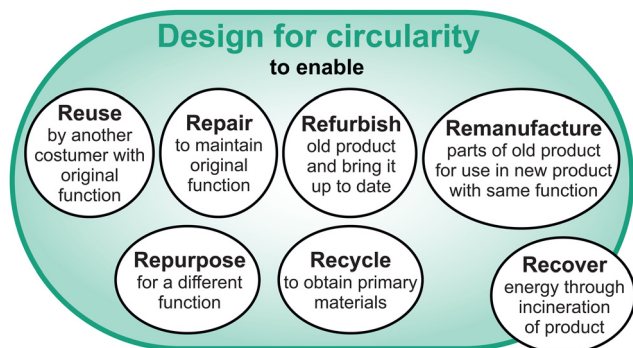 Design for circularity
to enable
Reuse
by another
costumer with
original
function
Repair
to maintain
original
function
Refurbish
old product
and bring it
up to date
Remanufacture
parts of old product
for use in new product
with same function
Repurpose
for a different
function
Recycle
to obtain primary
materials
Recover
energy through
incineration
of product